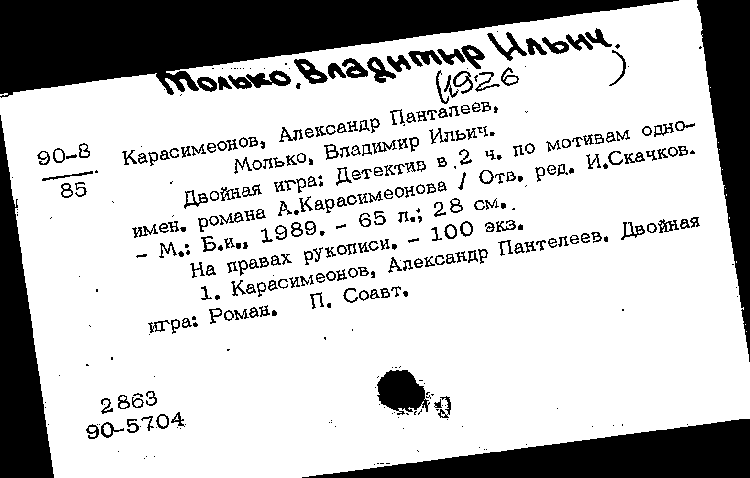 Молько, Владимир Ильич.
(1926 )
90-8
85
Карасимеонов, Александр Панталеев,
Молько, Владимир Ильич.
Двойная игра: Детектив в 2 ч. по мотивам одно-
имен. романа А.Карасимеонова / Отв. ред. И.Скачков.
- М.: Б.и., 1989. - 65 л.; 28 см.
На правах рукописи. - 100 экз.
1. Карасимеонов, Александр Пантелеев. Двойная
игра: Роман. П. Соавт.
2863
90-5704